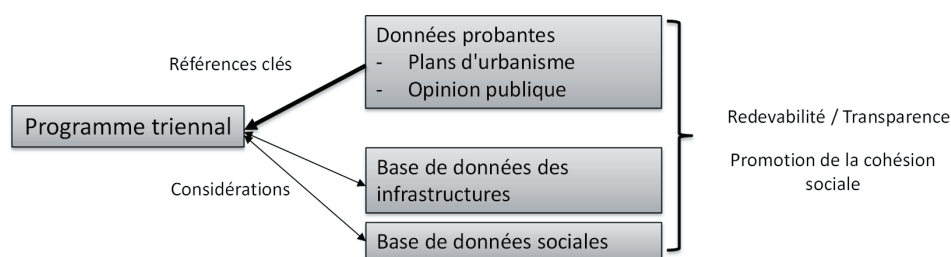 Données probantes
- Plans d'urbanisme
- Opinion publique
Références clés
Programme triennal
Considérations
Base de données des
infrastructures
Base de données sociales
Redevabilité / Transparence
Promotion de la cohésion
sociale